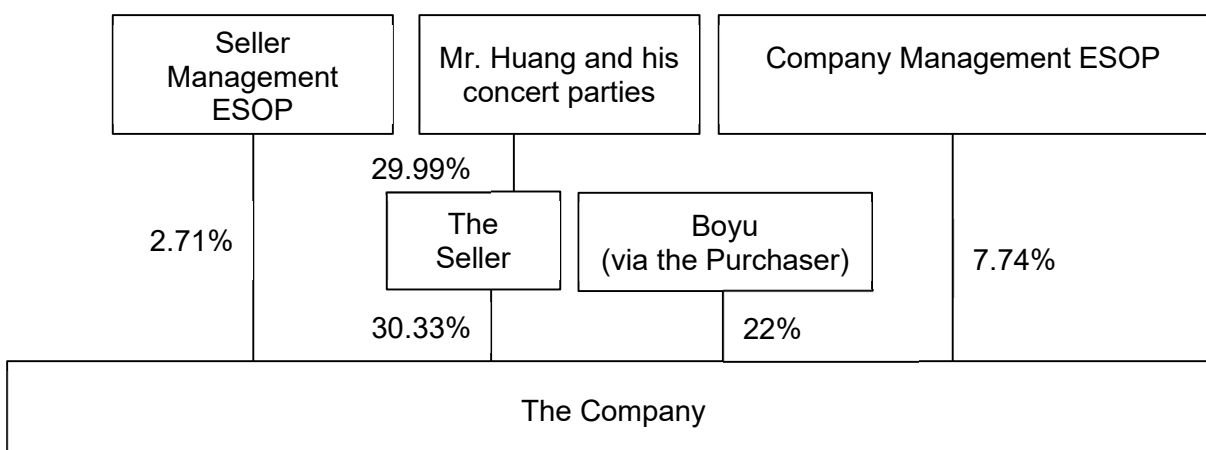 Seller
Management
ESOP
Mr. Huang and his
concert parties
Company Management ESOP
29.99%
The
Seller
Boyu
(via the Purchaser)
2.71%
7.74%
30.33%
22%
The Company